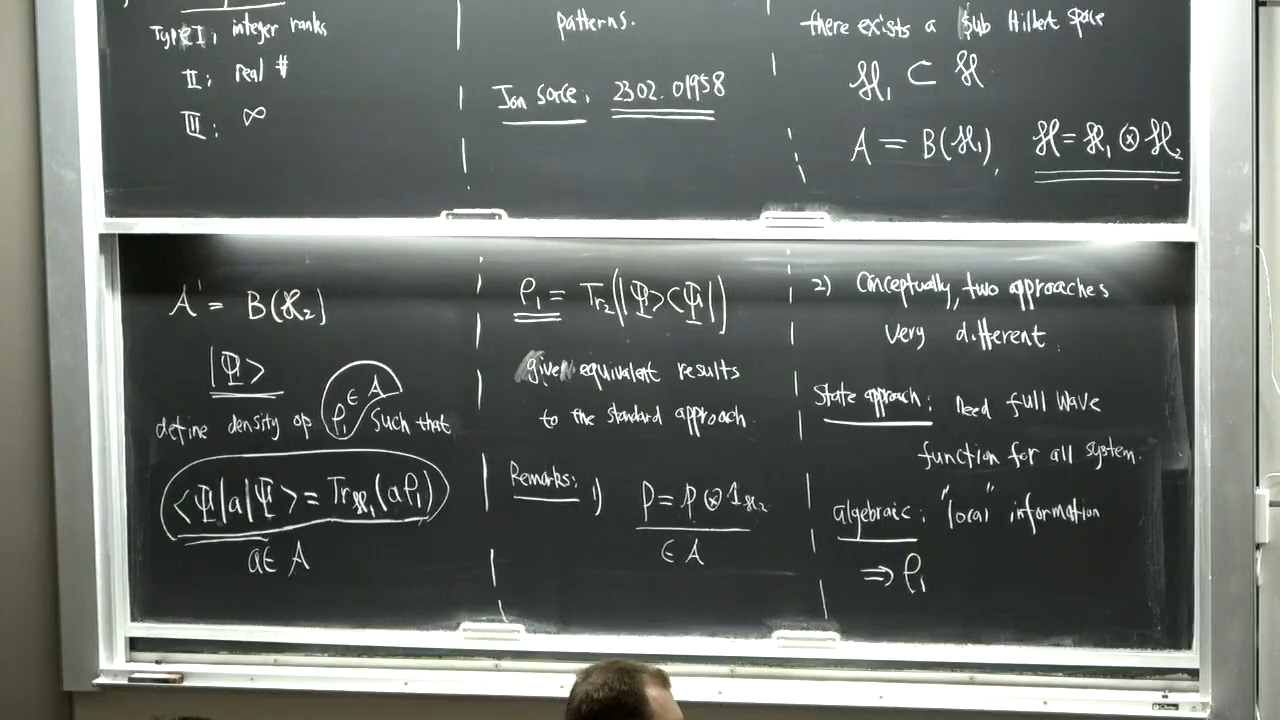 Type I; integer ranks
II; real #
III: ∞
patterns.
Jon Sorce: 2302.01958
there exists a Sub Hilbert space
ℋ₁ ⊂ ℋ
A = B(ℋ₁), ℋ = ℋ₁ ⊗ ℋ₂
A' = B(ℋ₂)
|Ψ>
define density op ρ₁ ∈ A such that
<Ψ|a|Ψ> = Tr_ℋ₁(aρ₁)
a ∈ A
ρ₁ = Tr₂(|Ψ><Ψ|)
given equivalent results
to the standard approach.
Remarks: 1) P = P ⊗ 1_ℋ₂
∈ A
2) Conceptually, two approaches
very different.
State approach: need full wave
function for all system.
algebraic: "local" information
⇒ ρ₁